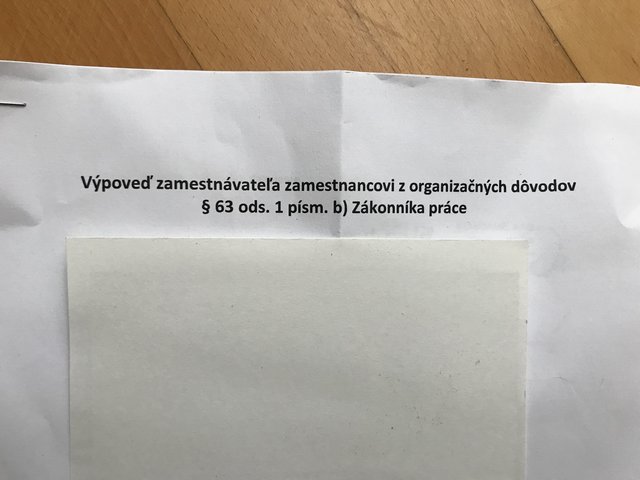 Výpoveď zamestnávateľa zamestnancovi z organizačných dôvodov
§ 63 ods. 1 písm. b) Zákonníka práce